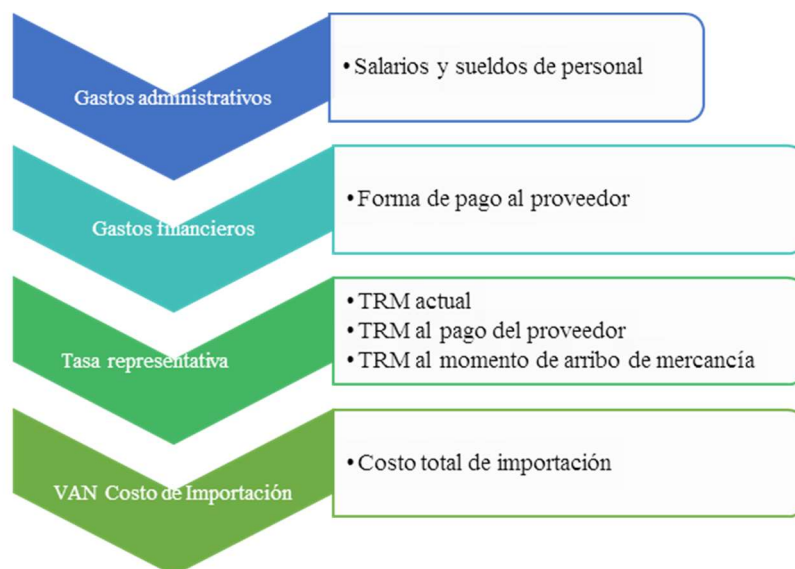 Gastos administrativos
• Salarios y sueldos de personal
Gastos financieros
• Forma de pago al proveedor
Tasa representativa
• TRM actual
• TRM al pago del proveedor
• TRM al momento de arribo de mercancía
VAN Costo de Importación
• Costo total de importación